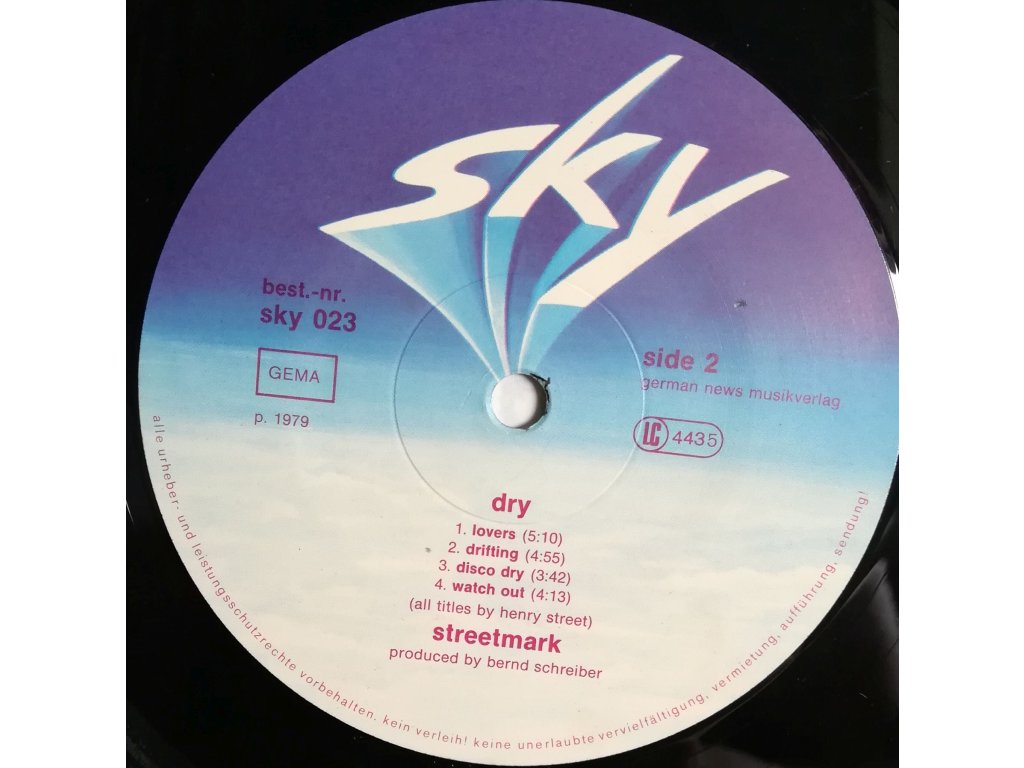 sky
best.-nr.
sky 023
GEMA
p. 1979
side 2
german news musikverlag
LC 4435
dry
1. lovers (5:10)
2. drifting (4:55)
3. disco dry (3:42)
4. watch out (4:13)
(all titles by henry street)
streetmark
produced by bernd schreiber
alle urheber- und leistungsschutzrechte vorbehalten. kein verleih! keine unerlaubte vervielfältigung, vermietung, aufführung, sendung!